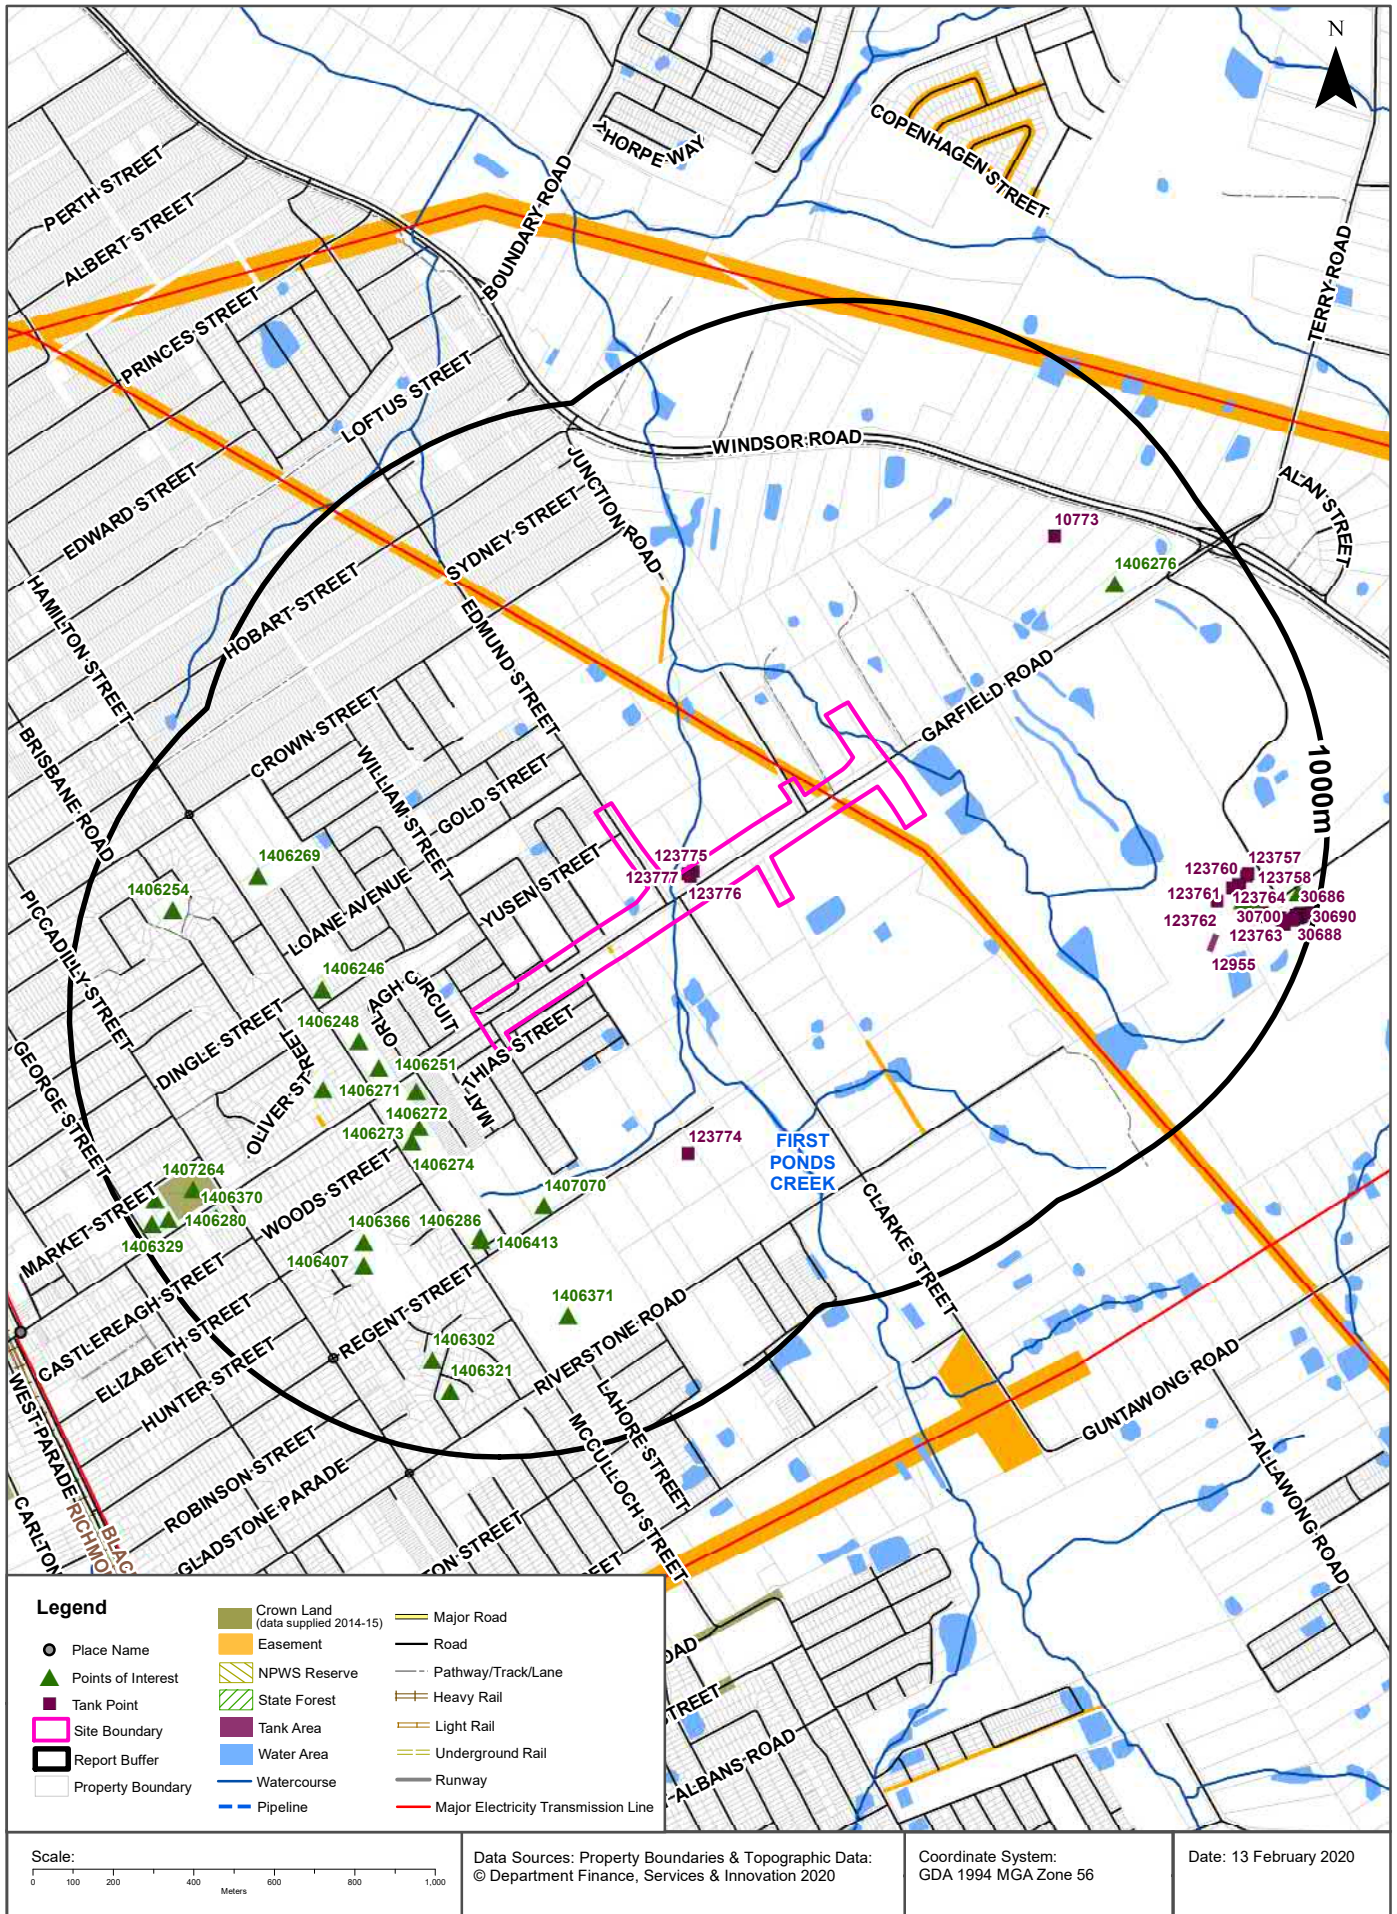 N
THORPE WAY
COPENHAGEN STREET
PERTH STREET
ALBERT STREET
BOUNDARY ROAD
TERRY ROAD
PRINCES STREET
LOFTUS STREET
WINDSOR ROAD
ALAN STREET
EDWARD STREET
JUNCTION ROAD
SYDNEY STREET
10773
1406276
HAMILTON STREET
HOBART STREET
EDMUND STREET
GARFIELD ROAD
BRISBANE ROAD
CROWN STREET
WILLIAM STREET
GOLD STREET
1000m
1406269
1406254
123775
123777
123776
123757
123760
123758
123761
123764
30686
123762
30700
30690
123763
30688
12955
PICCADILLY STREET
LOANE AVENUE
YUSEN STREET
1406246
ORLAGH CIRCUIT
1406248
MATTHIAS STREET
GEORGE STREET
DINGLE STREET
OLIVER STREET
1406251
1406271
1406272
1406273
1406274
123774
FIRST
PONDS
CREEK
1407264
1406370
1406280
1406329
MARKET STREET
WOODS STREET
1407070
1406366
1406286
1406413
1406407
CLARKE STREET
CASTLEREAGH STREET
ELIZABETH STREET
REGENT STREET
1406371
RIVERSTONE ROAD
1406302
1406321
HUNTER STREET
WEST PARADE
LAHORE STREET
MCCULLOCH STREET
GUNTAWONG ROAD
TALLAWONG ROAD
ROBINSON STREET
GLADSTONE PARADE
CARLTON
RICHMO
BLAC
TON STREET
EET
OAD
STREET
ALBANS ROAD
Legend
Place Name
Points of Interest
Tank Point
Site Boundary
Report Buffer
Property Boundary
Crown Land
(data supplied 2014-15)
Easement
NPWS Reserve
State Forest
Tank Area
Water Area
Watercourse
Pipeline
Major Road
Road
Pathway/Track/Lane
Heavy Rail
Light Rail
Underground Rail
Runway
Major Electricity Transmission Line
Scale:
0 100 200 400 600 800 1,000
Meters
Data Sources: Property Boundaries & Topographic Data:
© Department Finance, Services & Innovation 2020
Coordinate System:
GDA 1994 MGA Zone 56
Date: 13 February 2020